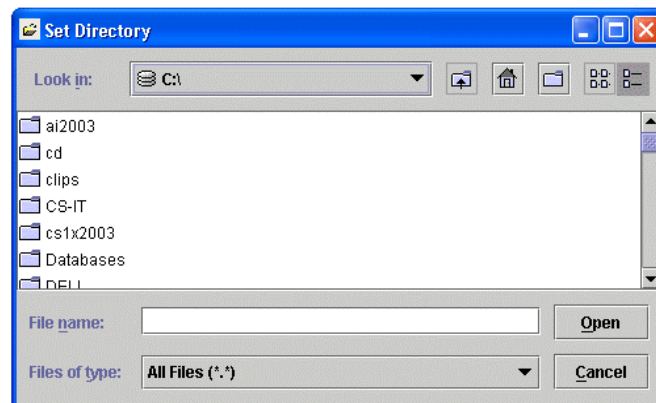 Set Directory
Look in: C:\
ai2003
cd
clips
CS-IT
cs1x2003
Databases
DELL
File name: Open
Files of type: All Files (*.*) Cancel